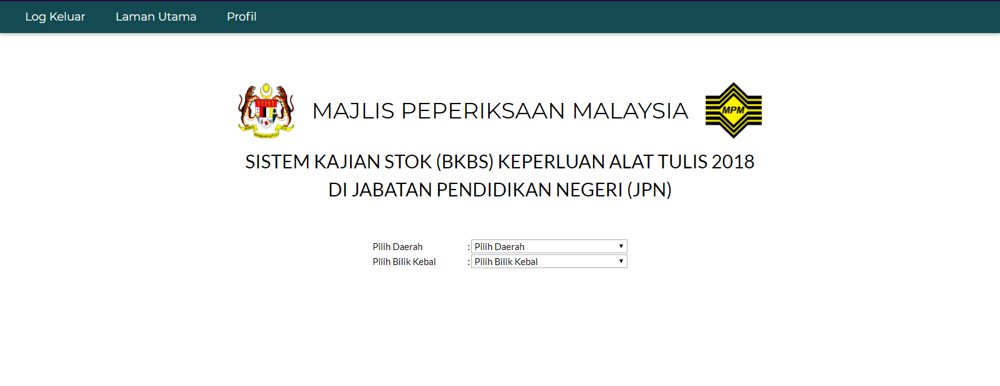 Log Keluar Laman Utama Profil
MAJLIS PEPERIKSAAN MALAYSIA
MPM
SISTEM KAJIAN STOK (BKBS) KEPERLUAN ALAT TULIS 2018
DI JABATAN PENDIDIKAN NEGERI (JPN)
Pilih Daerah : Pilih Daerah
Pilih Bilik Kebal : Pilih Bilik Kebal